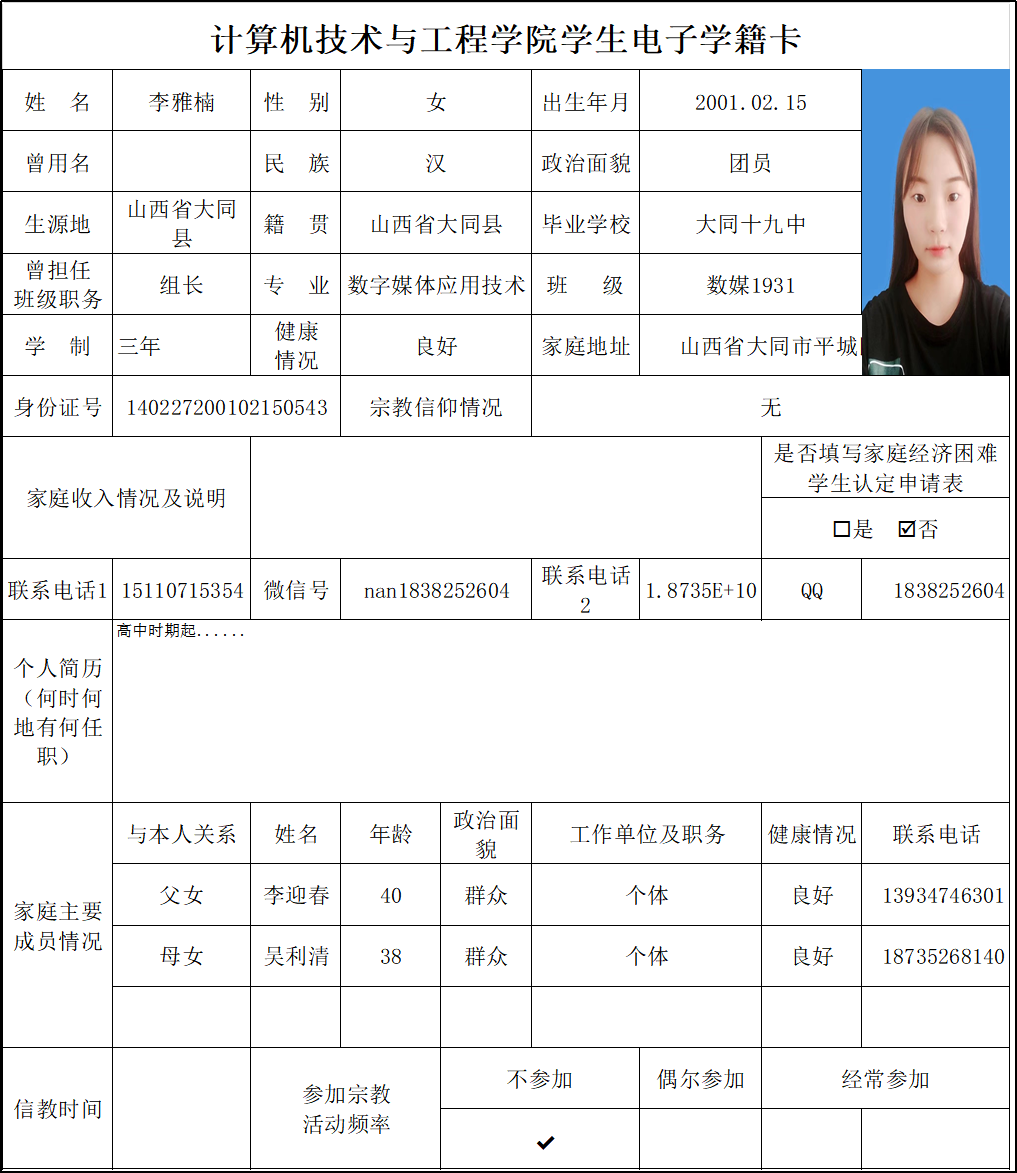 计算机技术与工程学院学生电子学籍卡
姓 名 李雅楠 性 别 女 出生年月 2001.02.15
曾用名 民 族 汉 政治面貌 团员
生源地 山西省大同
县 籍 贯 山西省大同县 毕业学校 大同十九中
曾担任
班级职务 组长 专 业 数字媒体应用技术 班 级 数媒1931
学 制 三年 健康
情况 良好 家庭地址 山西省大同市平城
身份证号 140227200102150543 宗教信仰情况 无
家庭收入情况及说明 是否填写家庭经济困难
学生认定申请表
☐是 ☑否
联系电话1 15110715354 微信号 nan1838252604 联系电话
2 1.8735E+10 QQ 1838252604
个人简历
（何时何
地有何任
职） 高中时期起......
家庭主要
成员情况 与本人关系 姓名 年龄 政治面
貌 工作单位及职务 健康情况 联系电话
父女 李迎春 40 群众 个体 良好 13934746301
母女 吴利清 38 群众 个体 良好 18735268140
信教时间 参加宗教
活动频率 不参加 偶尔参加 经常参加
✔